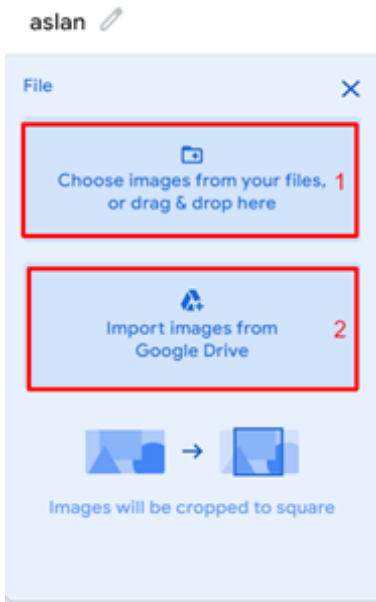 aslan
File
Choose images from your files, 1
or drag & drop here
Import images from 2
Google Drive
Images will be cropped to square